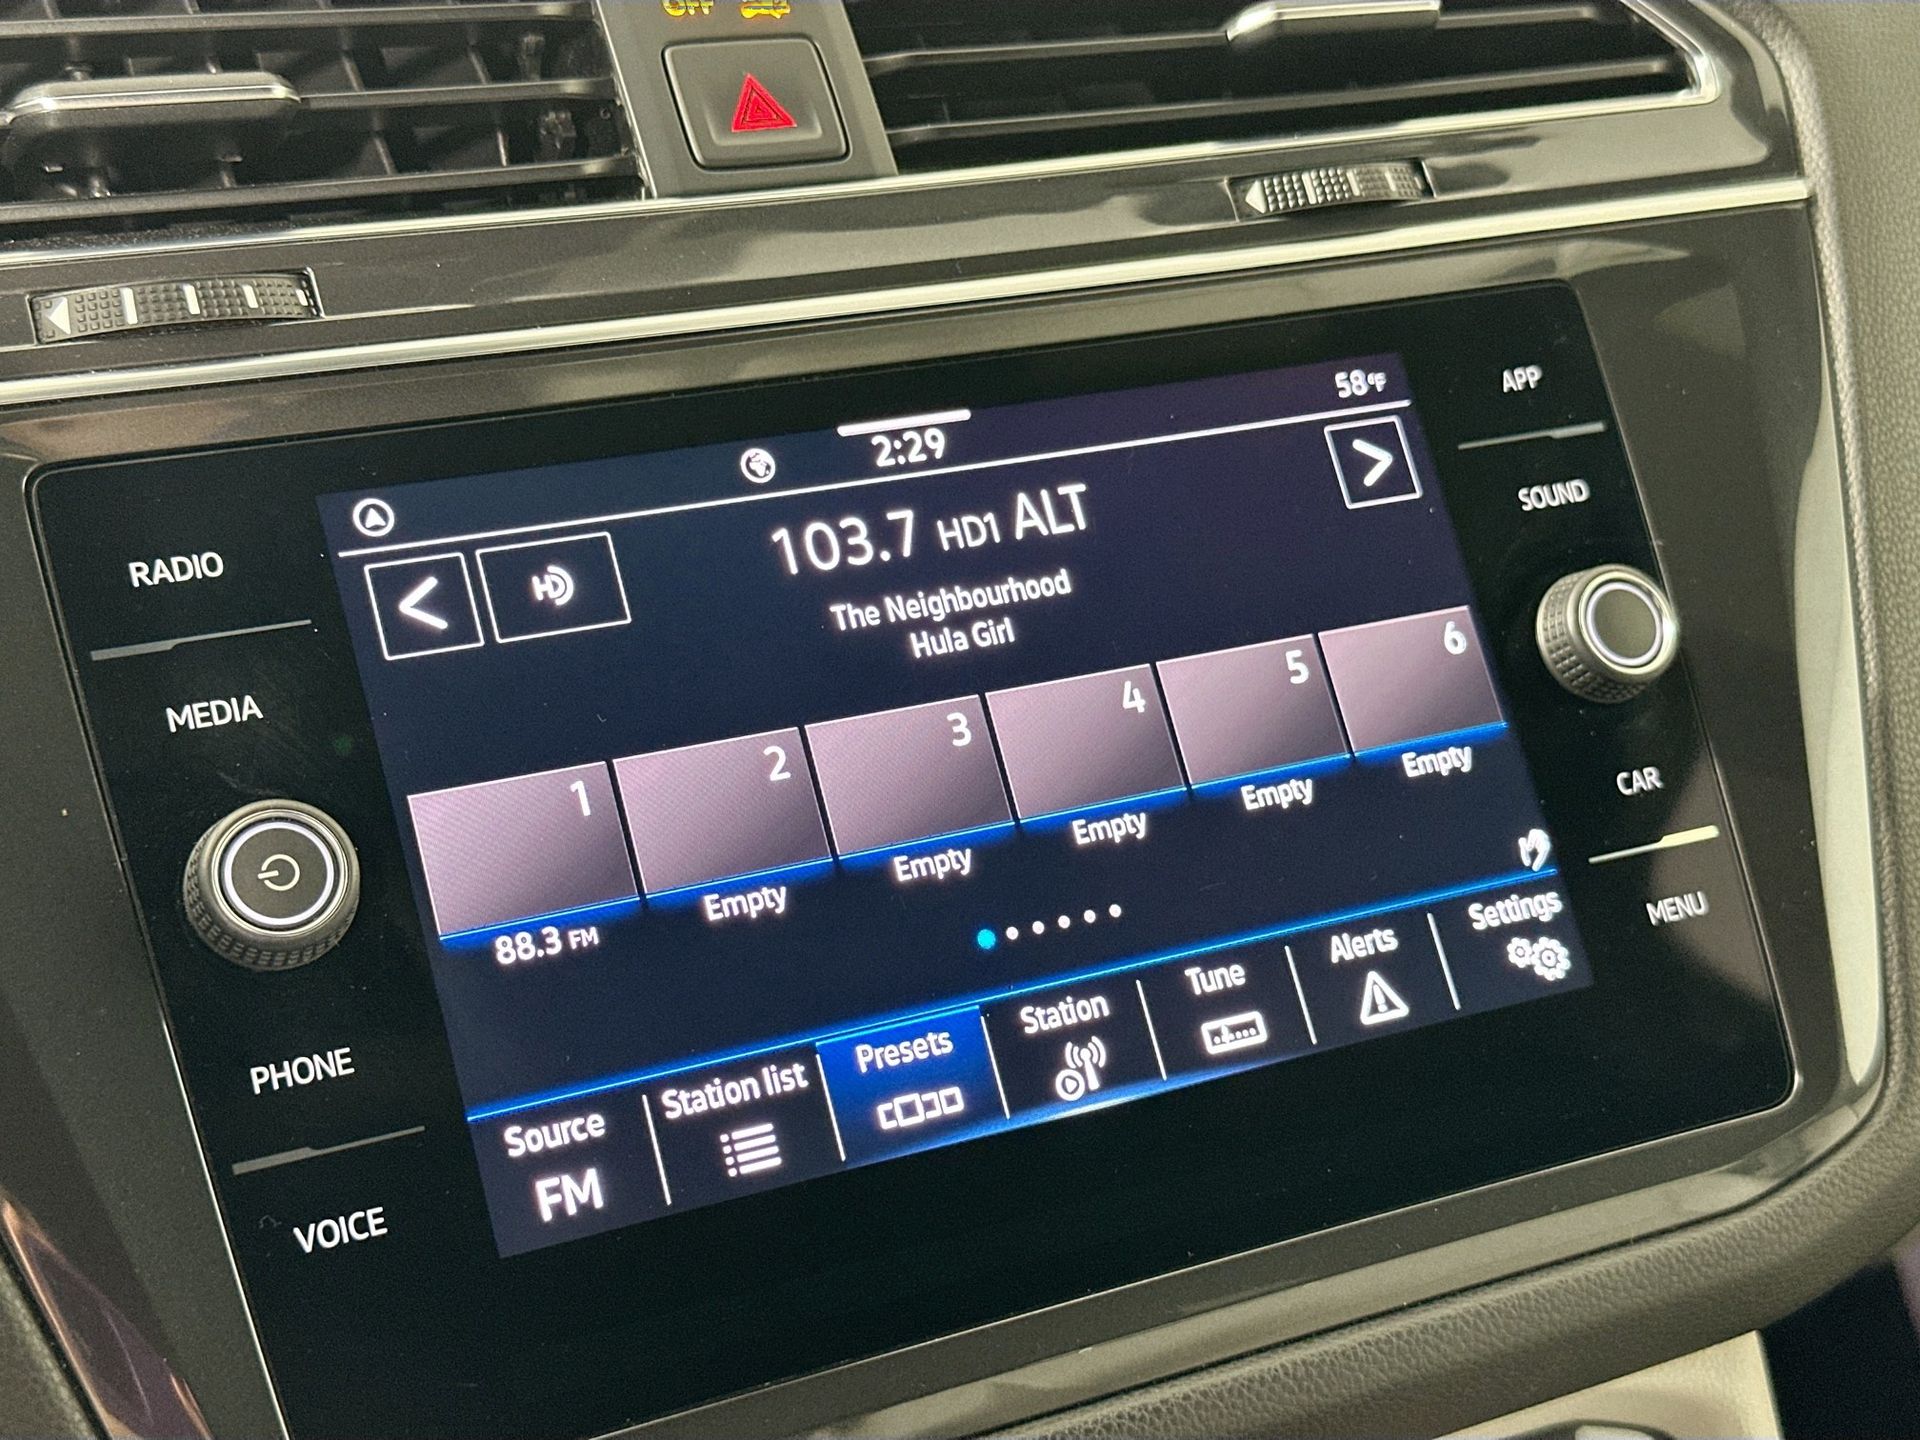 OFF
58°F
2:29
103.7 HD1 ALT
HD
The Neighbourhood
Hula Girl
1
2
3
4
5
6
88.3 FM
Empty
Empty
Empty
Empty
Empty
Source
FM
Station list
Presets
Station
Tune
Alerts
Settings
RADIO
MEDIA
PHONE
VOICE
APP
SOUND
CAR
MENU